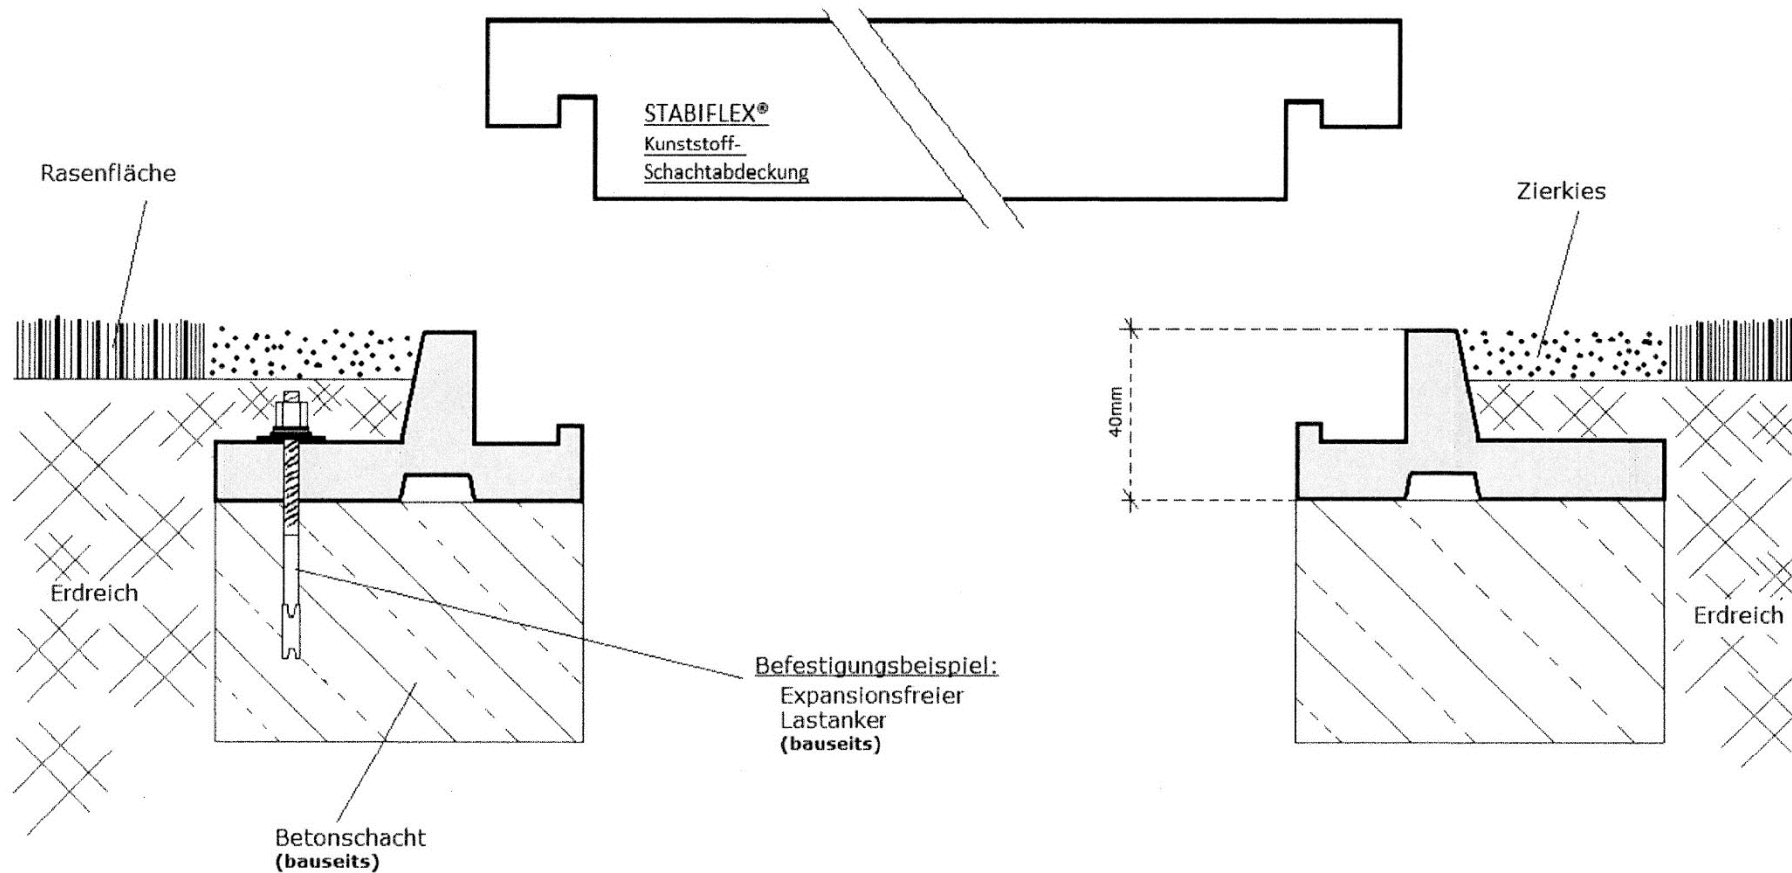 STABIFLEX®
Kunststoff-
Schachtabdeckung
Rasenfläche
Zierkies
40mm
Erdreich
Erdreich
Befestigungsbeispiel:
Expansionsfreier
Lastanker
(bauseits)
Betonschacht
(bauseits)